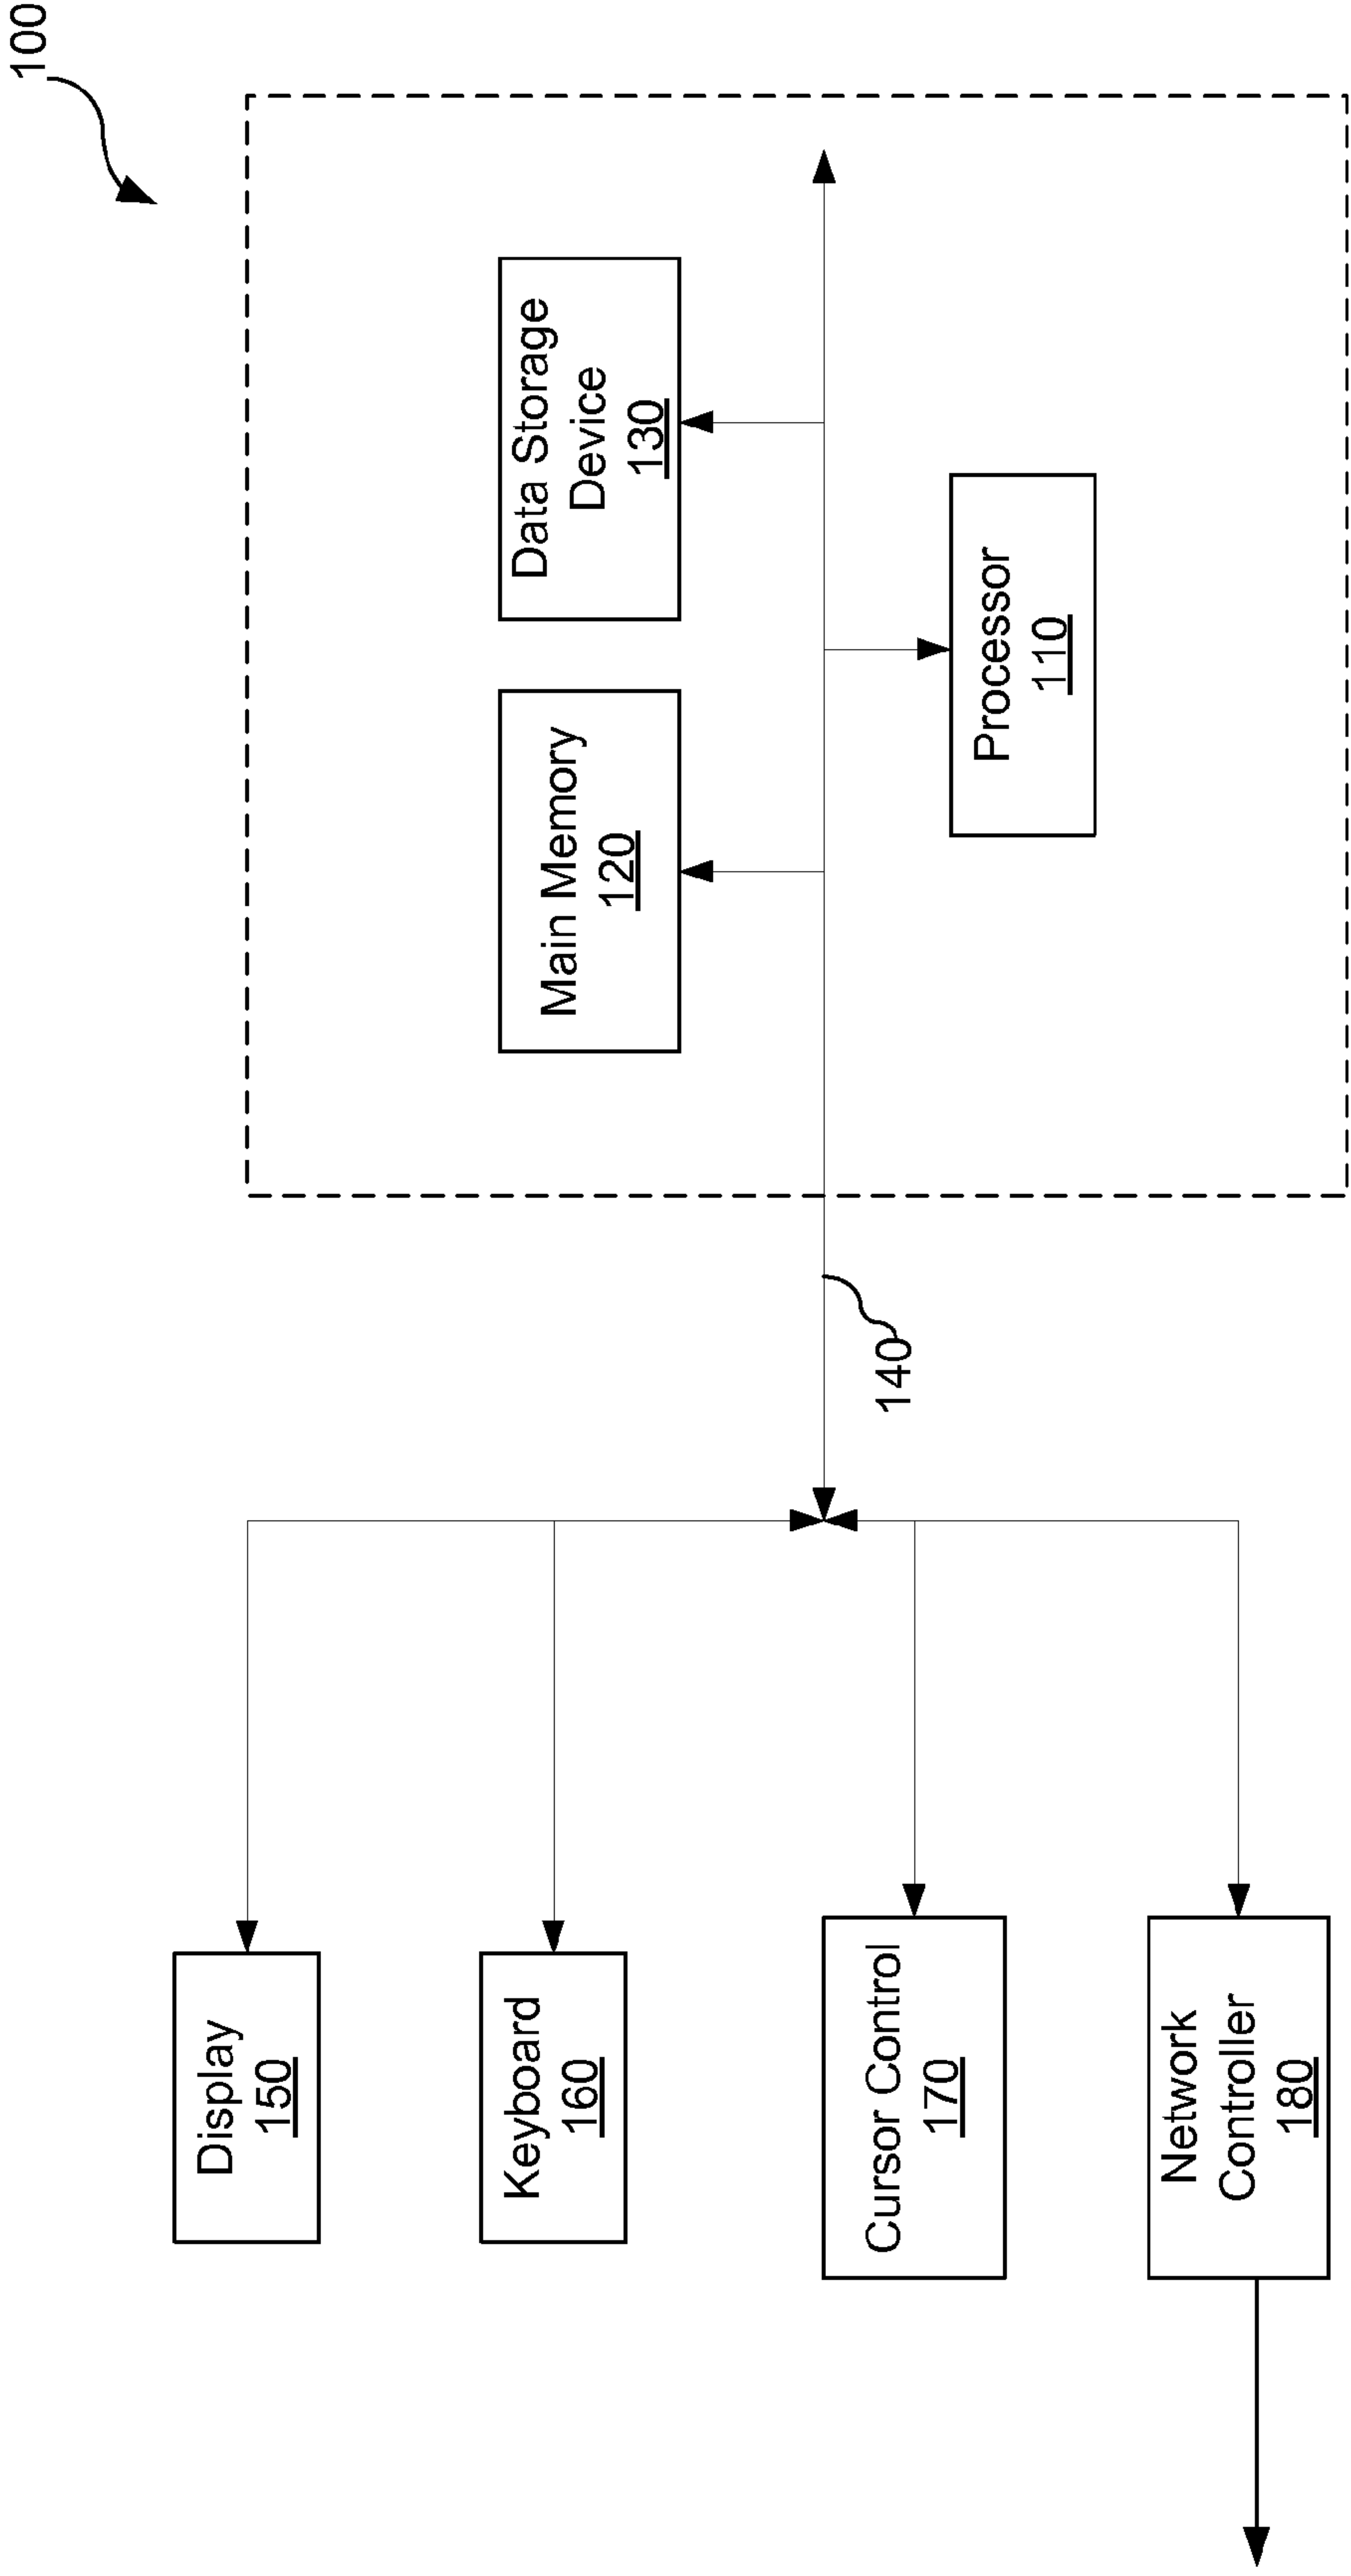 100
Data Storage
Device
130
Main Memory
120
Processor
110
140
Display
150
Keyboard
160
Cursor Control
170
Network
Controller
180